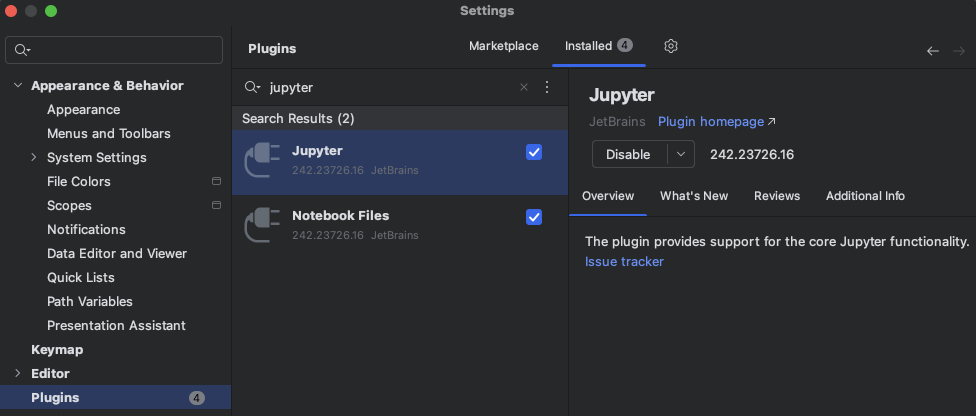 Settings
Appearance & Behavior
Appearance
Menus and Toolbars
System Settings
File Colors
Scopes
Notifications
Data Editor and Viewer
Quick Lists
Path Variables
Presentation Assistant
Keymap
Editor
Plugins 4
Plugins Marketplace Installed 4
jupyter
Search Results (2)
Jupyter
242.23726.16 JetBrains
Notebook Files
242.23726.16 JetBrains
Jupyter
JetBrains Plugin homepage ↗
Disable 242.23726.16
Overview What's New Reviews Additional Info
The plugin provides support for the core Jupyter functionality.
Issue tracker